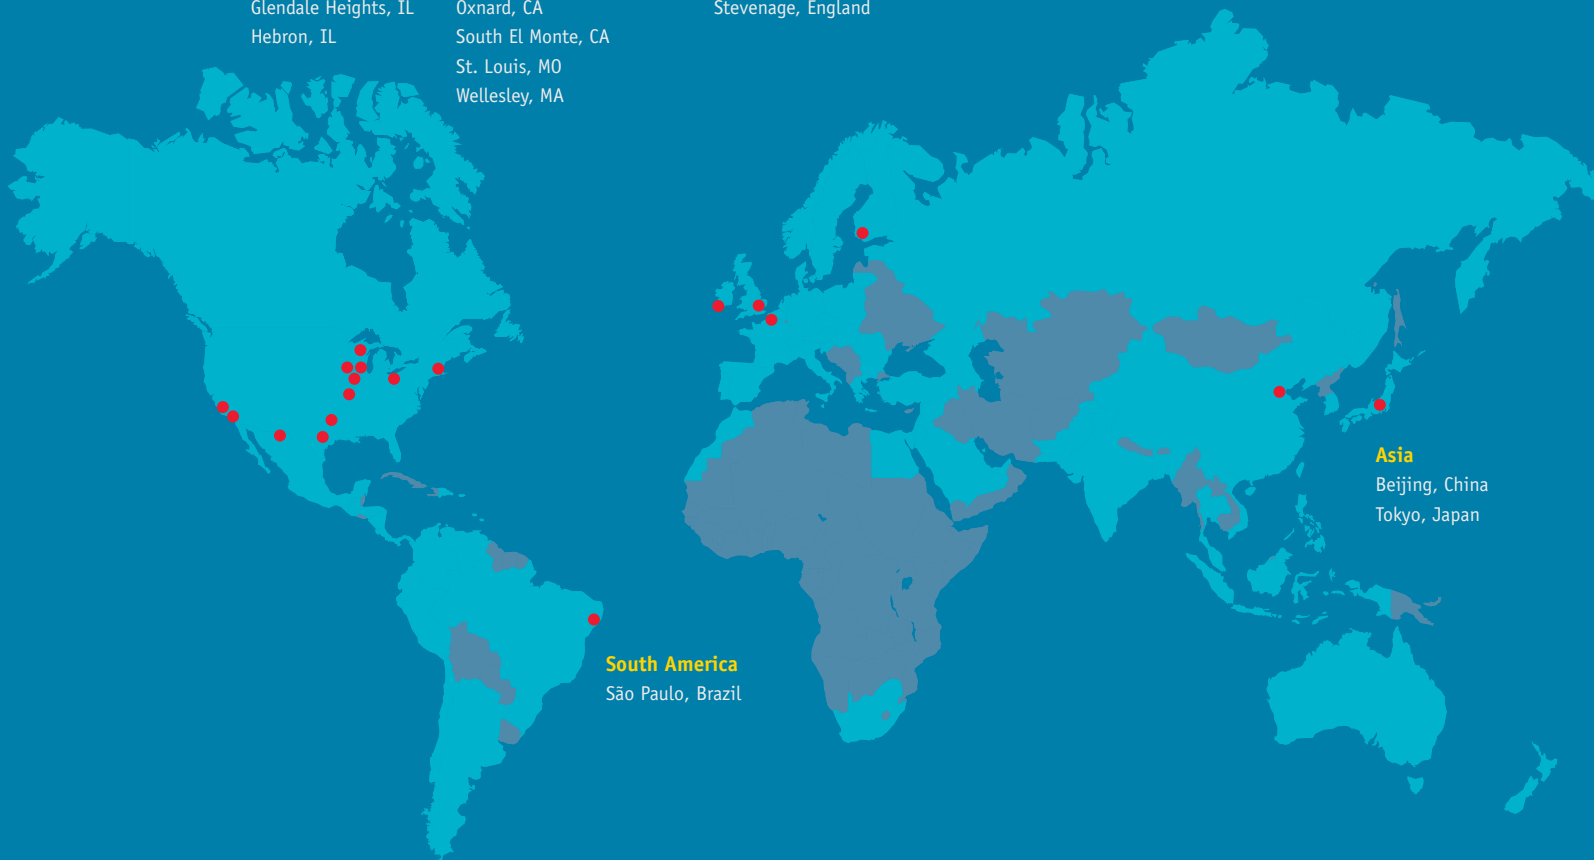 Glendale Heights, IL
Hebron, IL
Oxnard, CA
South El Monte, CA
St. Louis, MO
Wellesley, MA
Stevenage, England
Asia
Beijing, China
Tokyo, Japan
South America
São Paulo, Brazil